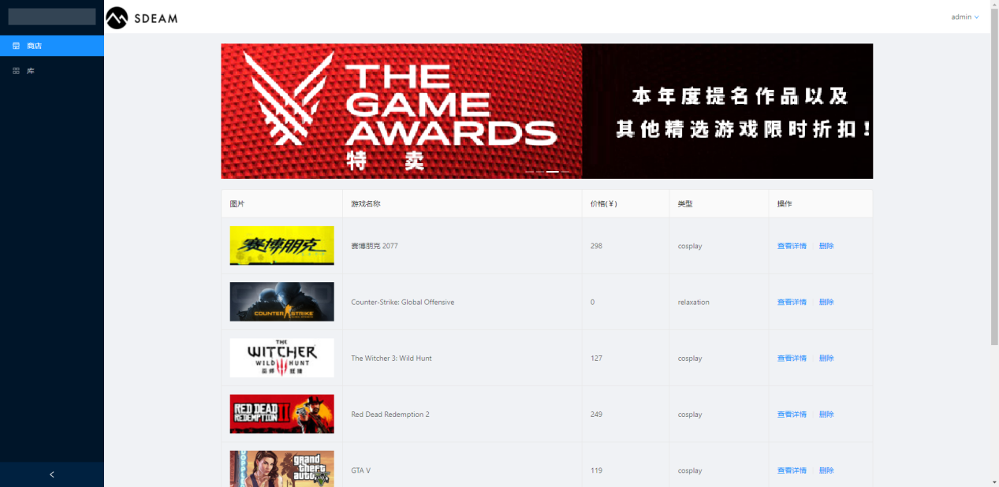 SDEAM
admin
商店
库
THE
GAME
AWARDS
特 卖
本年度提名作品以及
其他精选游戏限时折扣!
图片 游戏名称 价格(¥) 类型 操作
赛博朋克
赛博朋克 2077 298 cosplay 查看详情 删除
COUNTER STRIKE
Counter-Strike: Global Offensive 0 relaxation 查看详情 删除
THE
WITCHER
WILD HUNT
巫师 狂猎
The Witcher 3: Wild Hunt 127 cosplay 查看详情 删除
RED DEAD
REDEMPTION II
Red Dead Redemption 2 249 cosplay 查看详情 删除
grand
theft
auto V
GTA V 119 cosplay 查看详情 删除